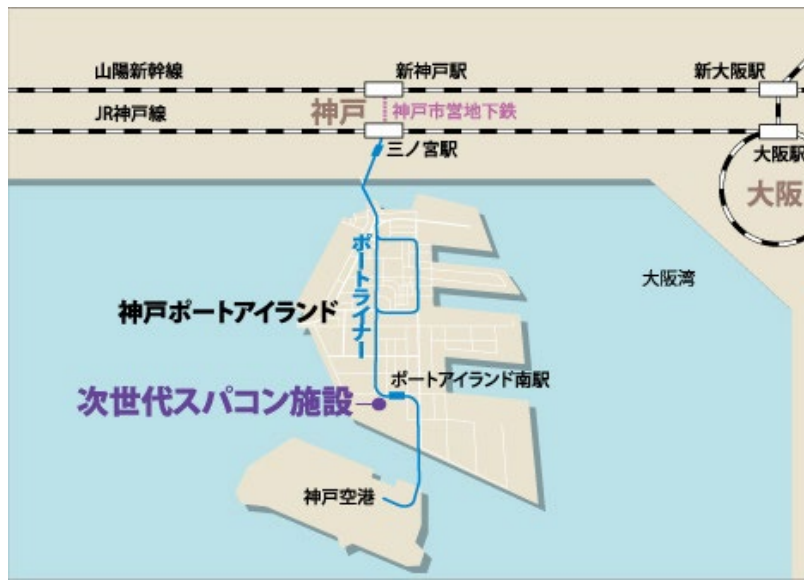 山陽新幹線
新神戸駅
新大阪駅
JR神戸線
神戸
神戸市営地下鉄
三ノ宮駅
大阪駅
大阪
ポートライナー
大阪湾
神戸ポートアイランド
ポートアイランド南駅
次世代スパコン施設
神戸空港